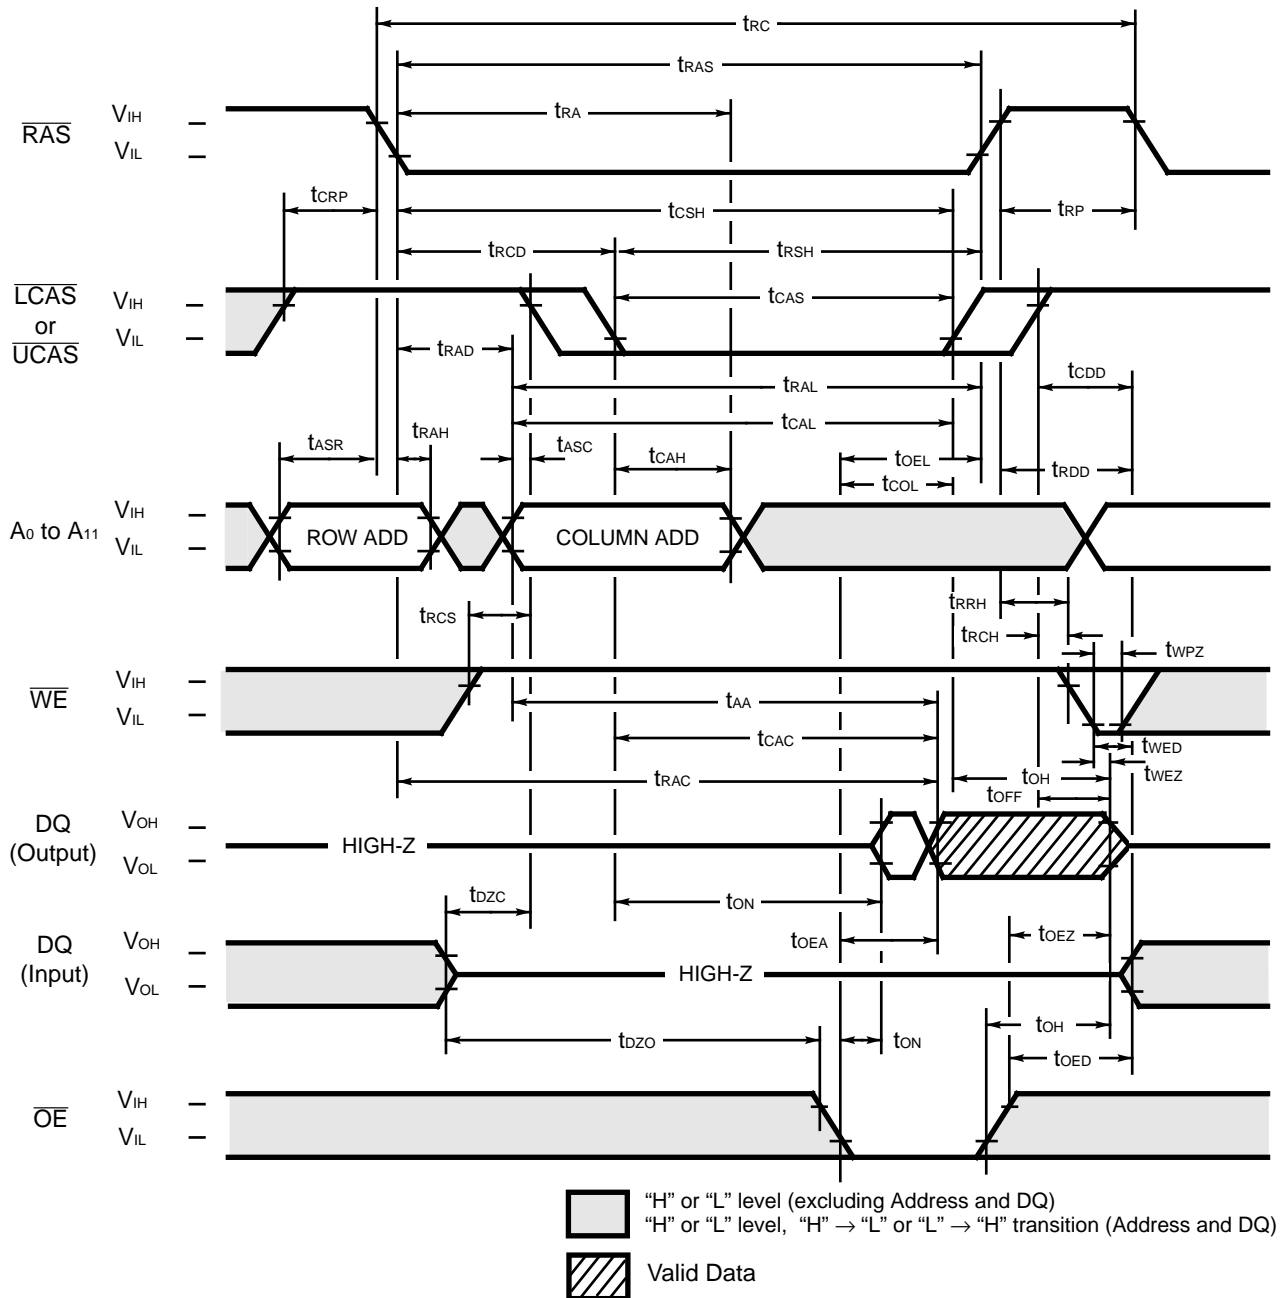 tRC
tRAS
tRA
RAS
VIH
VIL
tCRP
tCSH
tRP
tRCD
tRSH
LCAS
or
UCAS
VIH
VIL
tCAS
tRAD
tCDD
tRAL
tCAL
tASR
tRAH
tASC
tCAH
tOEL
tRDD
tCOL
A0 to A11
VIH
VIL
ROW ADD
COLUMN ADD
tRCS
tRRH
tRCH
tWPZ
WE
VIH
VIL
tAA
tCAC
tWED
tRAC
tOH
tWEZ
tOFF
DQ
(Output)
VOH
VOL
HIGH-Z
tDZC
tON
tOEA
tOEZ
DQ
(Input)
VOH
VOL
HIGH-Z
tOH
tDZO
tON
tOED
OE
VIH
VIL
“H” or “L” level (excluding Address and DQ)
“H” or “L” level, “H” → “L” or “L” → “H” transition (Address and DQ)
Valid Data